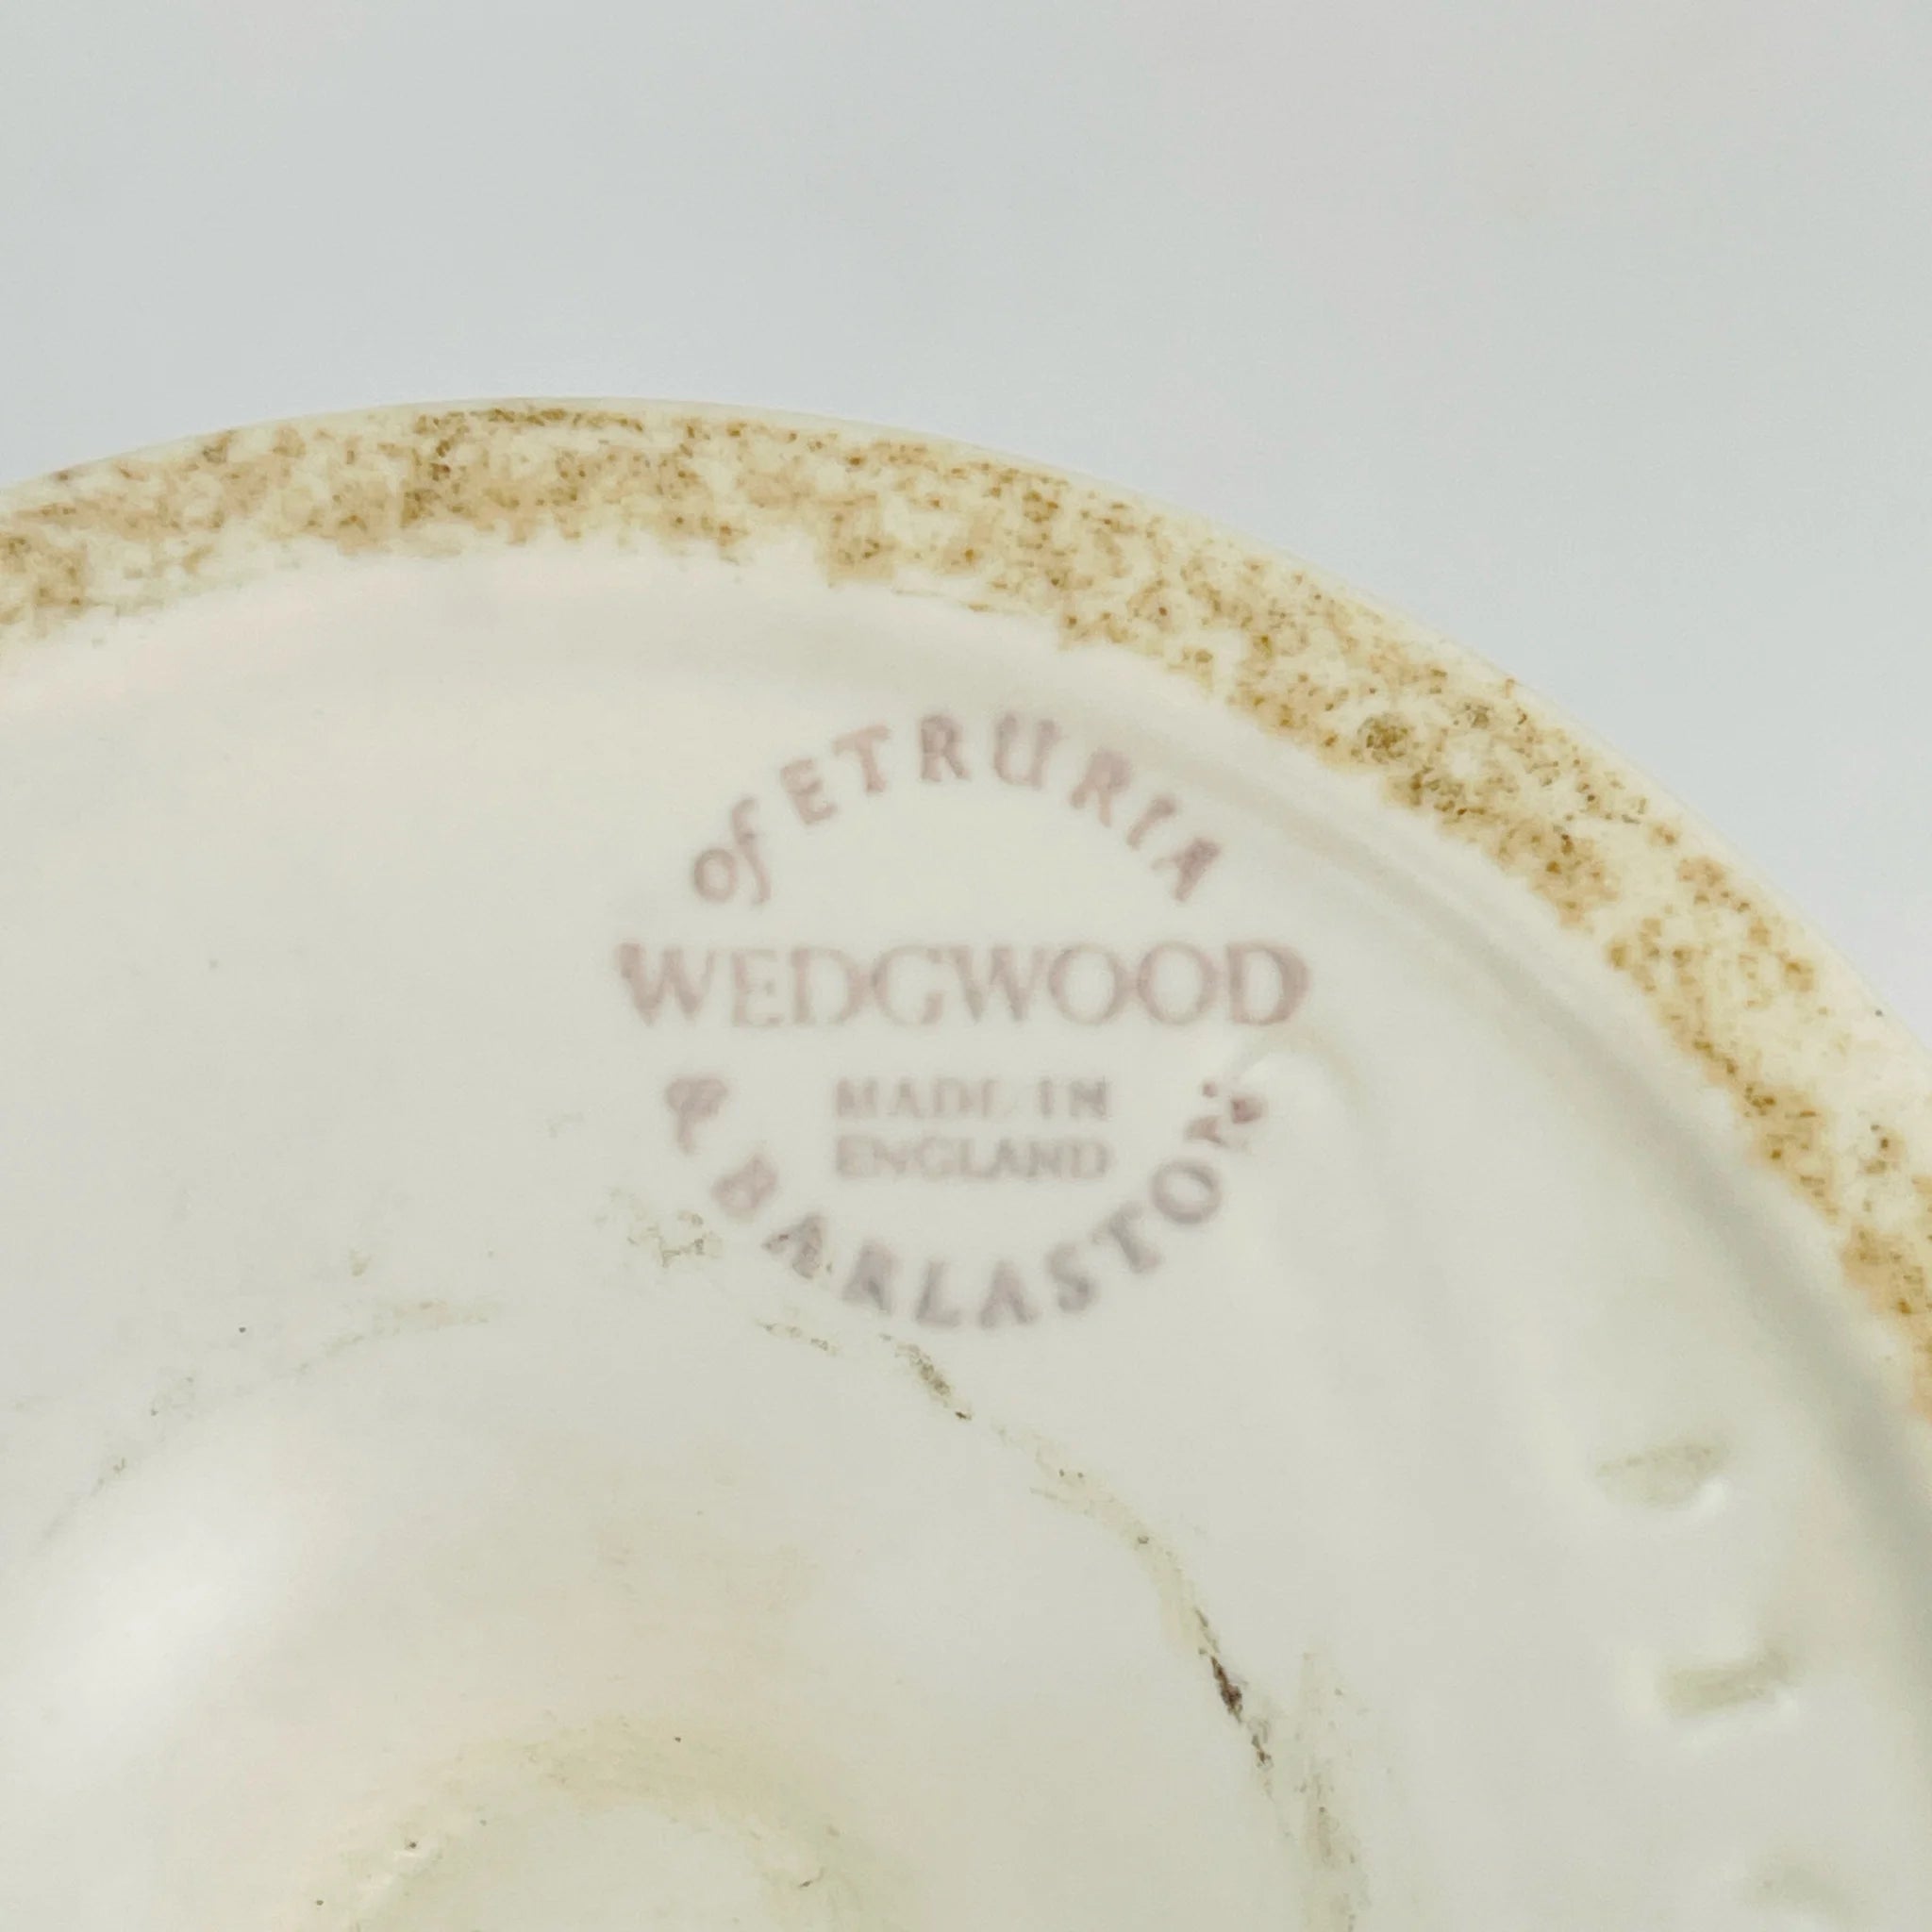 of ETRURIA
WEDGWOOD
MADE IN
ENGLAND
& BARLASTON